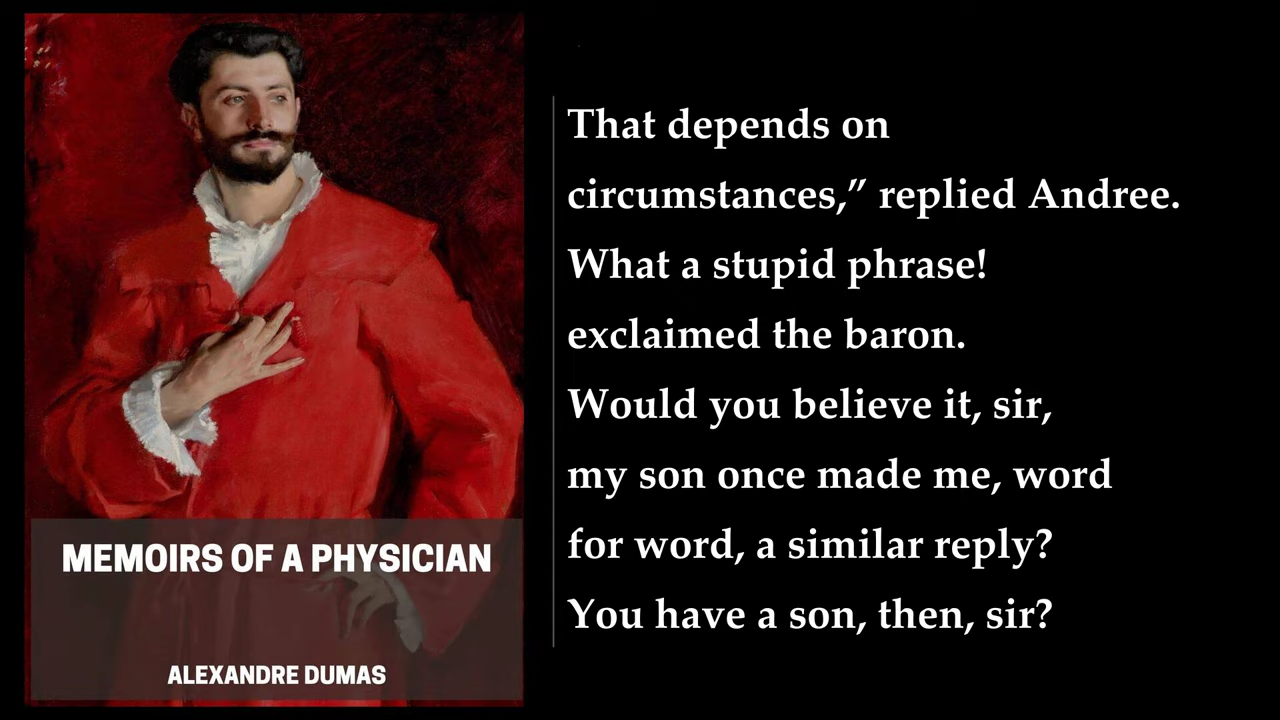 MEMOIRS OF A PHYSICIAN
ALEXANDRE DUMAS
That depends on
circumstances,” replied Andree.
What a stupid phrase!
exclaimed the baron.
Would you believe it, sir,
my son once made me, word
for word, a similar reply?
You have a son, then, sir?